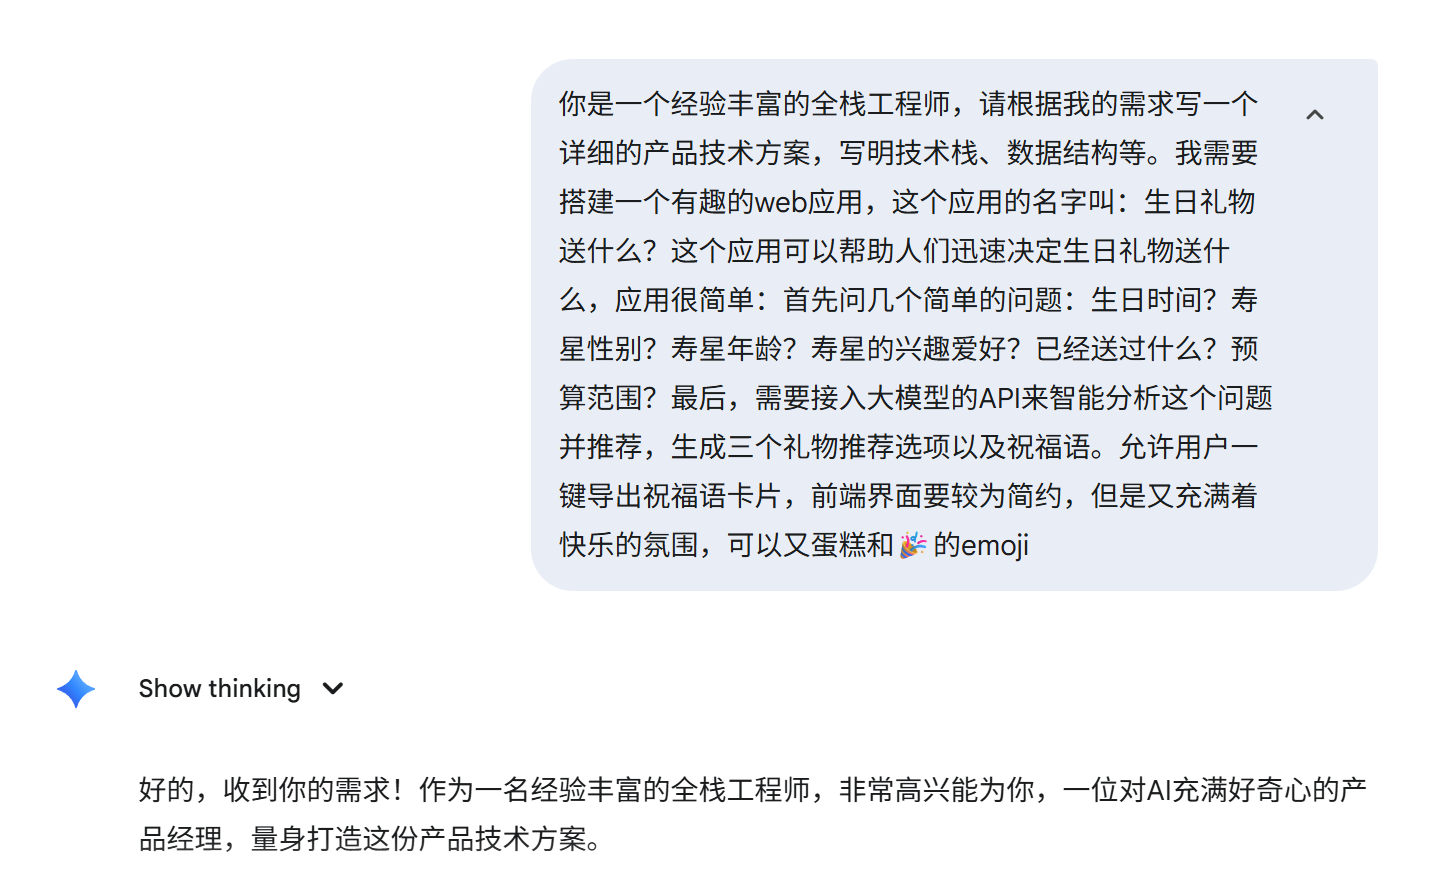 你是一个经验丰富的全栈工程师，请根据我的需求写一个
详细的产品技术方案，写明技术栈、数据结构等。我需要
搭建一个有趣的web应用，这个应用的名字叫：生日礼物
送什么？这个应用可以帮助人们迅速决定生日礼物送什
么，应用很简单：首先问几个简单的问题：生日时间？寿
星性别？寿星年龄？寿星的兴趣爱好？已经送过什么？预
算范围？最后，需要接入大模型的API来智能分析这个问题
并推荐，生成三个礼物推荐选项以及祝福语。允许用户一
键导出祝福语卡片，前端界面要较为简约，但是又充满着
快乐的氛围，可以又蛋糕和🎉的emoji
Show thinking
好的，收到你的需求！作为一名经验丰富的全栈工程师，非常高兴能为你，一位对AI充满好奇心的产
品经理，量身打造这份产品技术方案。